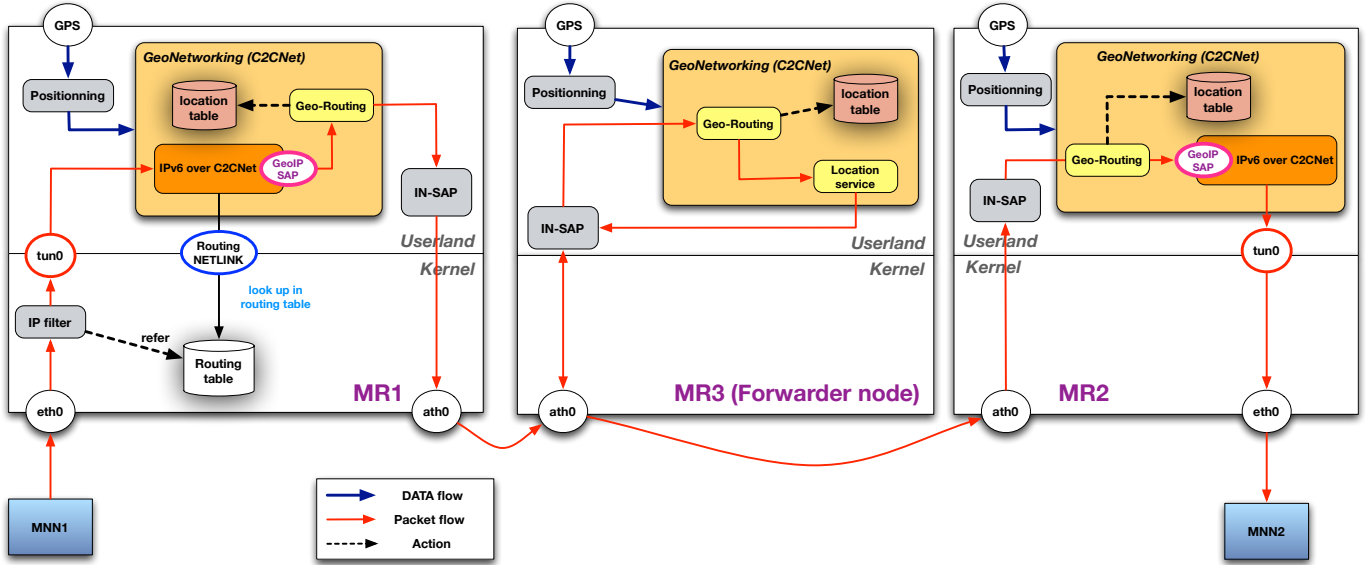 GPS
GeoNetworking (C2CNet)
Positionning
location
table
Geo-Routing
IPv6 over C2CNet
GeoIP
SAP
IN-SAP
tun0
Routing
NETLINK
Userland
Kernel
look up in
routing table
IP filter
refer
Routing
table
MR1
eth0
ath0
MNN1
GPS
GeoNetworking (C2CNet)
Positionning
location
table
Geo-Routing
Location
service
IN-SAP
Userland
Kernel
MR3 (Forwarder node)
ath0
GPS
GeoNetworking (C2CNet)
Positionning
location
table
Geo-Routing
GeoIP
SAP
IPv6 over C2CNet
IN-SAP
Userland
Kernel
tun0
MR2
ath0
eth0
MNN2
DATA flow
Packet flow
Action